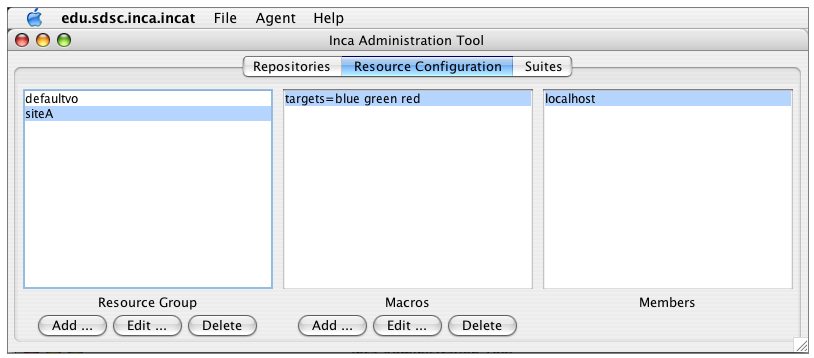 edu.sdsc.inca.incat File Agent Help
Inca Administration Tool
Repositories Resource Configuration Suites
defaultvo
siteA
targets=blue green red
localhost
Resource Group
Macros
Members
Add ... Edit ... Delete
Add ... Edit ... Delete